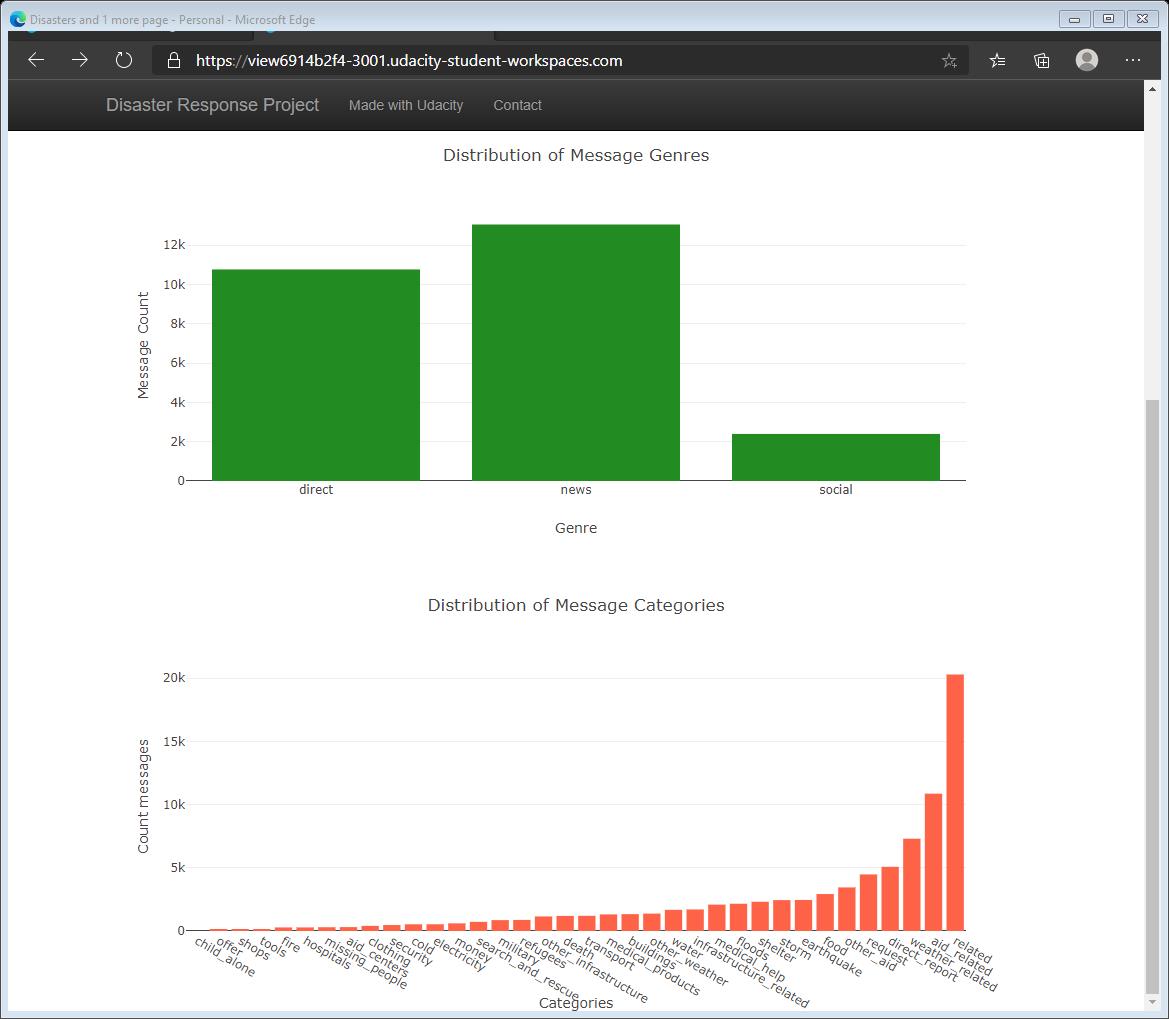 Disasters and 1 more page - Personal - Microsoft Edge
https://view6914b2f4-3001.udacity-student-workspaces.com
Disaster Response Project Made with Udacity Contact
Distribution of Message Genres
12k
10k
8k
6k
4k
2k
0
Message Count
direct news social
Genre
Distribution of Message Categories
20k
15k
10k
5k
0
Count messages
child_alone
offer
shops
tools
fire
hospitals
missing_people
aid_centers
clothing
security
cold
electricity
money
search_and_rescue
military
refugees
other_infrastructure
death
transport
medical_products
buildings
other_weather
water
infrastructure_related
medical_help
floods
shelter
storm
earthquake
food
other_aid
request
direct_report
weather_related
aid_related
related
Categories